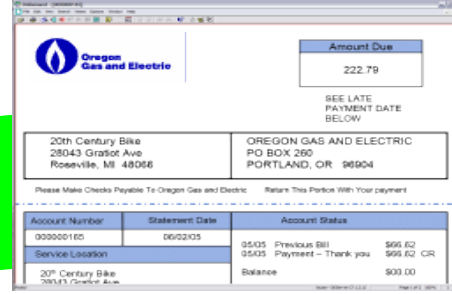 Oregon
Gas and Electric
Amount Due
222.79
SEE LATE
PAYMENT DATE
BELOW
20th Century Bike
28043 Gratiot Ave
Roseville, MI 48066
OREGON GAS AND ELECTRIC
PO BOX 260
PORTLAND, OR 96904
Please Make Checks Payable To Oregon Gas and Electric Return This Portion With Your payment
Account Number
Statement Date
Account Status
000000165
06/02/05
Service Location
05/05 Previous Bill $66.62
05/05 Payment – Thank you $66.62 CR
Balance $00.00
20th Century Bike
28043 Gratiot Ave